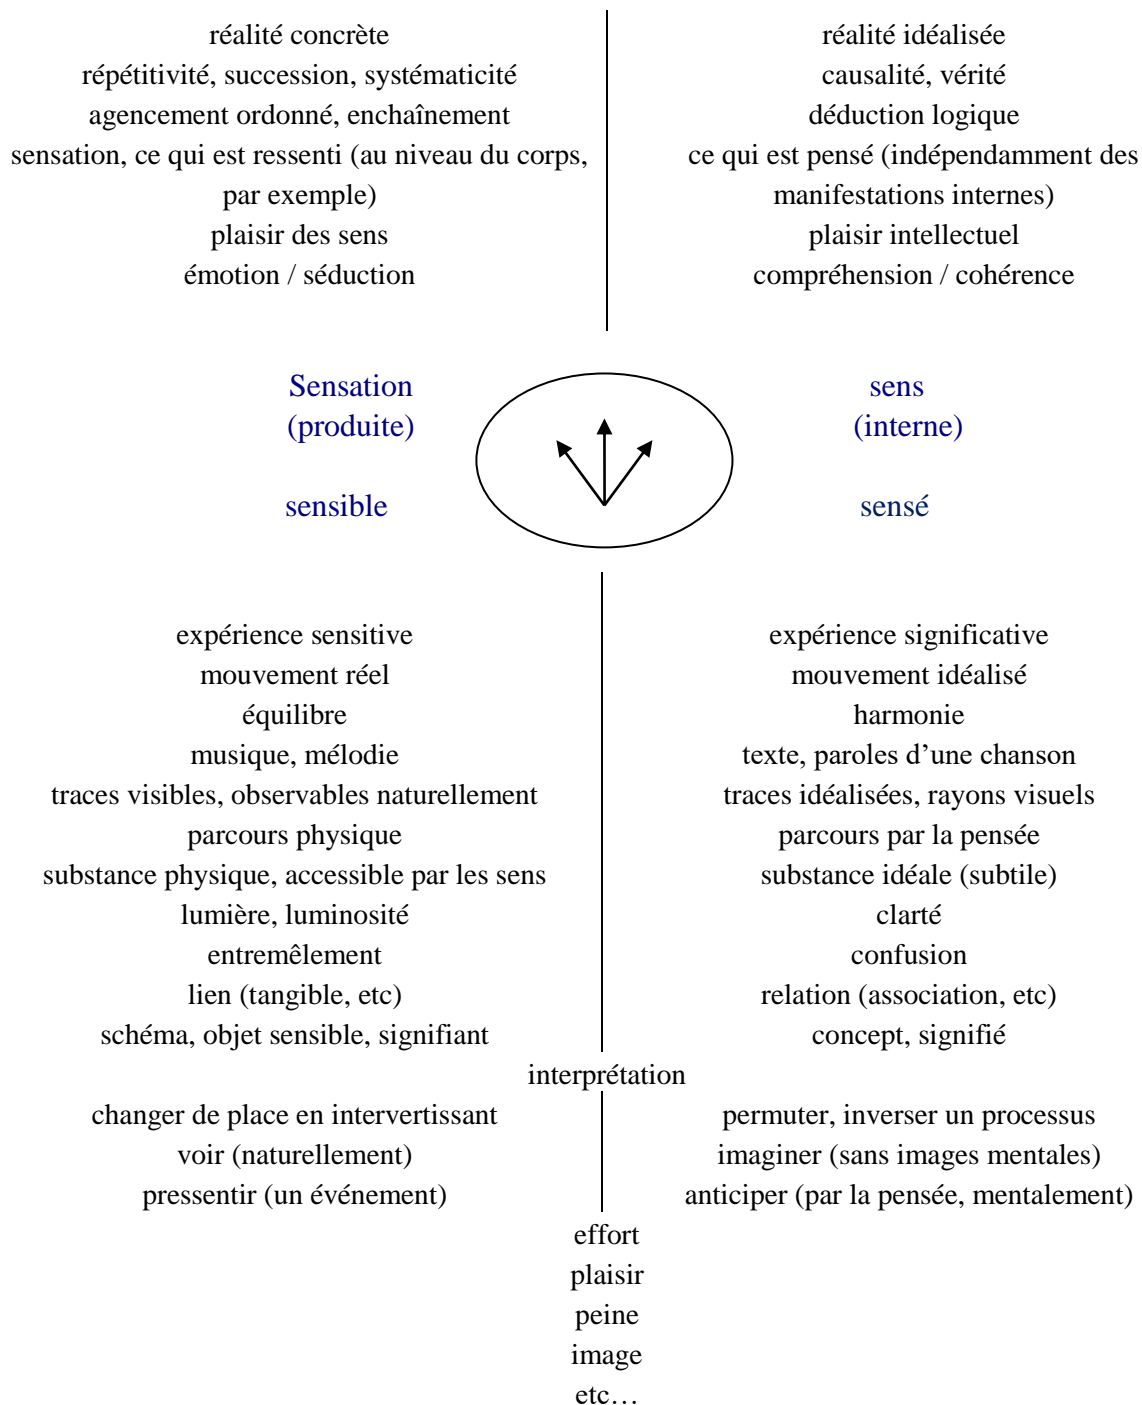 réalité concrète
réalité idéalisée
répétitivité, succession, systématicité
causalité, vérité
agencement ordonné, enchaînement
déduction logique
sensation, ce qui est ressenti (au niveau du corps,
par exemple)
ce qui est pensé (indépendamment des
manifestations internes)
plaisir des sens
plaisir intellectuel
émotion / séduction
compréhension / cohérence
Sensation
(produite)
sens
(interne)
sensible
sensé
expérience sensitive
expérience significative
mouvement réel
mouvement idéalisé
équilibre
harmonie
musique, mélodie
texte, paroles d’une chanson
traces visibles, observables naturellement
traces idéalisées, rayons visuels
parcours physique
parcours par la pensée
substance physique, accessible par les sens
substance idéale (subtile)
lumière, luminosité
clarté
entremêlement
confusion
lien (tangible, etc)
relation (association, etc)
schéma, objet sensible, signifiant
concept, signifié
interprétation
changer de place en intervertissant
permuter, inverser un processus
voir (naturellement)
imaginer (sans images mentales)
pressentir (un événement)
anticiper (par la pensée, mentalement)
effort
plaisir
peine
image
etc…